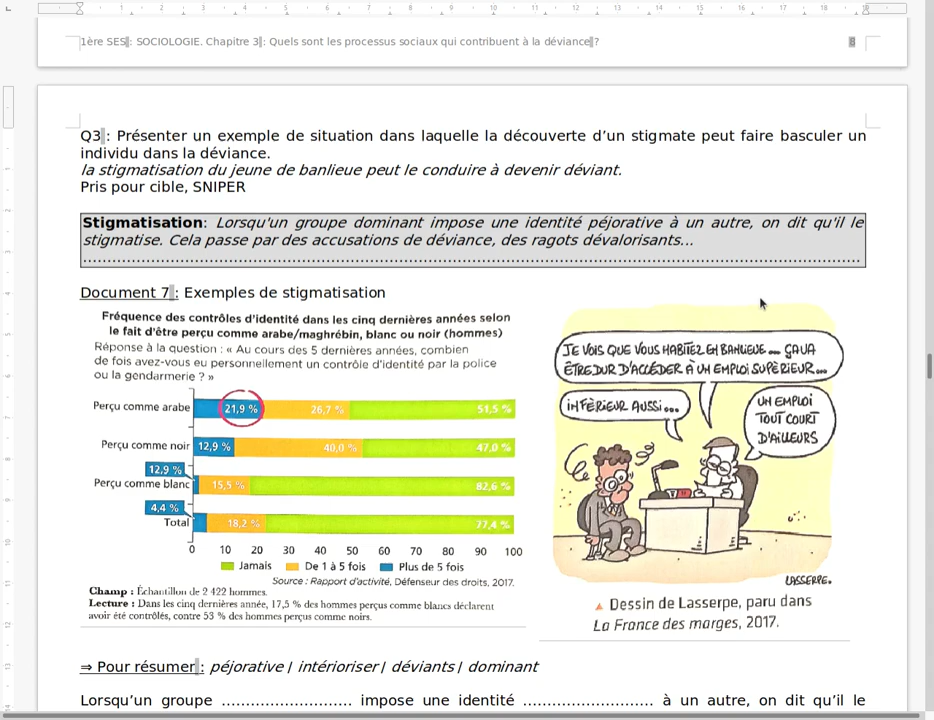 1ère SES : SOCIOLOGIE. Chapitre 3 : Quels sont les processus sociaux qui contribuent à la déviance ?
8
Q3 : Présenter un exemple de situation dans laquelle la découverte d’un stigmate peut faire basculer un
individu dans la déviance.
la stigmatisation du jeune de banlieue peut le conduire à devenir déviant.
Pris pour cible, SNIPER
Stigmatisation: Lorsqu'un groupe dominant impose une identité péjorative à un autre, on dit qu'il le
stigmatise. Cela passe par des accusations de déviance, des ragots dévalorisants...
Document 7 : Exemples de stigmatisation
Fréquence des contrôles d’identité dans les cinq dernières années selon
le fait d’être perçu comme arabe/maghrébin, blanc ou noir (hommes)
Réponse à la question : « Au cours des 5 dernières années, combien
de fois avez-vous eu personnellement un contrôle d’identité par la police
ou la gendarmerie ? »
Perçu comme arabe 21,9 % 26,7 % 51,5 %
Perçu comme noir 12,9 % 40,0 % 47,0 %
12,9 %
Perçu comme blanc 15,5 % 82,6 %
4,4 %
Total 18,2 % 77,4 %
0 10 20 30 40 50 60 70 80 90 100
Jamais De 1 à 5 fois Plus de 5 fois
Source : Rapport d’activité, Défenseur des droits, 2017.
Champ : Échantillon de 2 422 hommes.
Lecture : Dans les cinq dernières année, 17,5 % des hommes perçus comme blancs déclarent
avoir été contrôlés, contre 53 % des hommes perçus comme noirs.
JE VOIS QUE VOUS HABITEZ EN BANLIEUE... ÇA VA
ÊTRE DUR D'ACCÉDER À UN EMPLOI SUPÉRIEUR...
INFÉRIEUR AUSSI...
UN EMPLOI
TOUT COURT
D'AILLEURS
LASSERPE.
▲ Dessin de Lasserpe, paru dans
La France des marges, 2017.
⇒ Pour résumer : péjorative / intérioriser / déviants / dominant
Lorsqu’un groupe .......................... impose une identité .......................... à un autre, on dit qu’il le